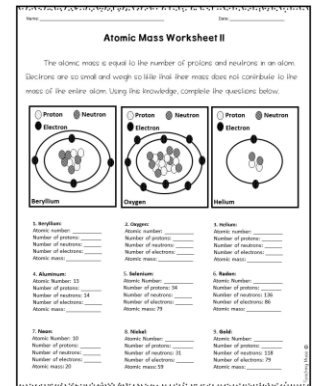 Name: Date:
Atomic Mass Worksheet II
The atomic mass is equal to the number of protons and neutrons in an atom.
Electrons are so small and weigh so little that their mass does not contribute to the
mass of the entire atom. Using this knowledge, complete the questions below.
Proton Neutron
Electron
Beryllium
Proton Neutron
Electron
Oxygen
Proton Neutron
Electron
Helium
1. Beryllium:
Atomic number:
Number of protons:
Number of neutrons:
Number of electrons:
Atomic mass:
2. Oxygen:
Atomic number:
Number of protons:
Number of neutrons:
Number of electrons:
Atomic mass:
3. Helium:
Atomic number:
Number of protons:
Number of neutrons:
Number of electrons:
Atomic mass:
4. Aluminum:
Atomic Number: 13
Number of protons:
Number of neutrons: 14
Number of electrons:
Atomic mass:
5. Selenium:
Atomic Number:
Number of protons: 34
Number of neutrons:
Number of electrons:
Atomic mass: 79
6. Radon:
Atomic Number:
Number of protons:
Number of neutrons: 136
Number of electrons: 86
Atomic mass:
7. Neon:
Atomic Number: 10
Number of protons:
Number of neutrons:
Number of electrons:
Atomic mass: 20
8. Nickel:
Atomic Number:
Number of protons:
Number of neutrons: 31
Number of electrons:
Atomic mass: 59
9. Gold:
Atomic Number:
Number of protons:
Number of neutrons: 118
Number of electrons: 79
Atomic mass: